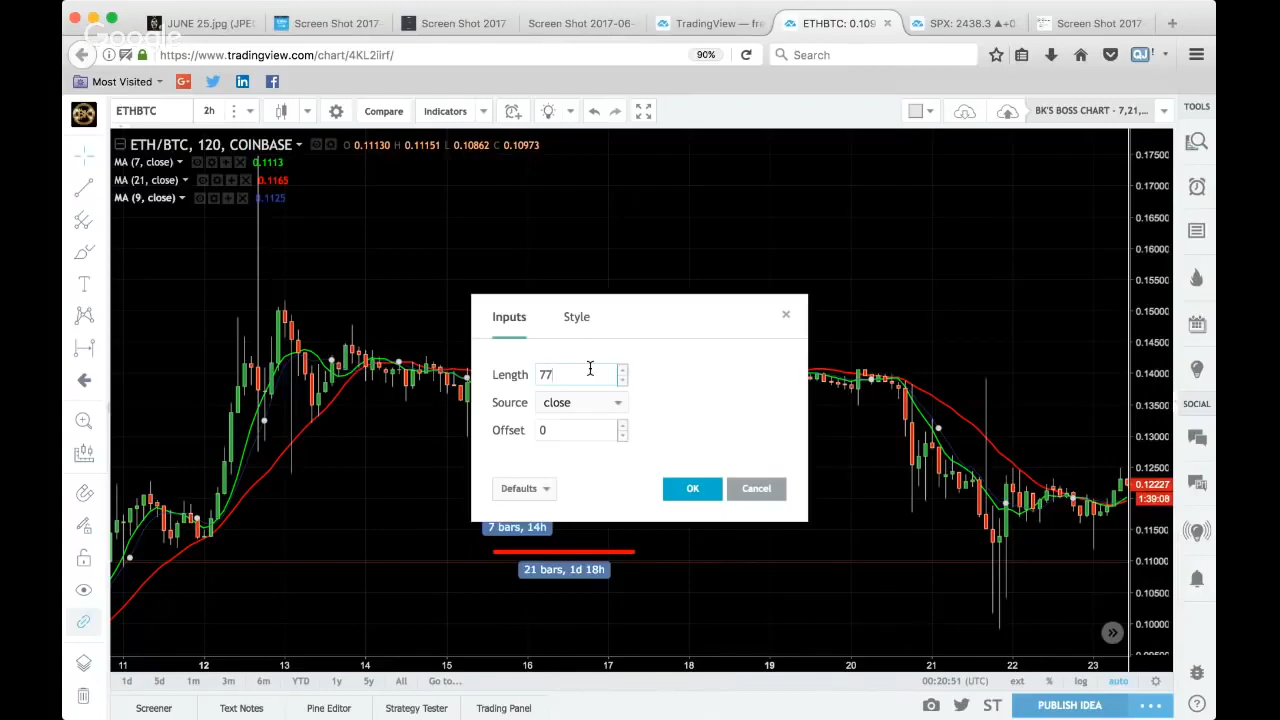 JUNE 25.jpg (JPE
Screen Shot 2017-
Screen Shot 2017
Screen Shot 2017-06-
TradingView — fre
ETHBTC: 0.109
SPX: 2438.3 ▲+0
Screen Shot 2017
Google
https://www.tradingview.com/chart/4KL2iirf/
90%
Search
Most Visited
ETHBTC
2h
Compare
Indicators
BK'S BOSS CHART - 7,21,...
TOOLS
ETH/BTC, 120, COINBASE
O 0.11130 H 0.11151 L 0.10862 C 0.10973
MA (7, close)
0.1113
MA (21, close)
0.1165
MA (9, close)
0.1125
0.17500
0.17000
0.16500
0.16000
0.15500
0.15000
0.14500
0.14000
0.13500
0.13000
0.12500
0.12227
1:39:08
0.11500
0.11000
0.10500
0.10000
SOCIAL
Inputs
Style
Length
77
Source
close
Offset
0
Defaults
OK
Cancel
7 bars, 14h
21 bars, 1d 18h
11 12 13 14 15 16 17 18 19 20 21 22 23
1d 5d 1m 3m 6m YTD 1y 5y All Go to...
00:20:51 (UTC) ext % log auto
Screener
Text Notes
Pine Editor
Strategy Tester
Trading Panel
ST
PUBLISH IDEA